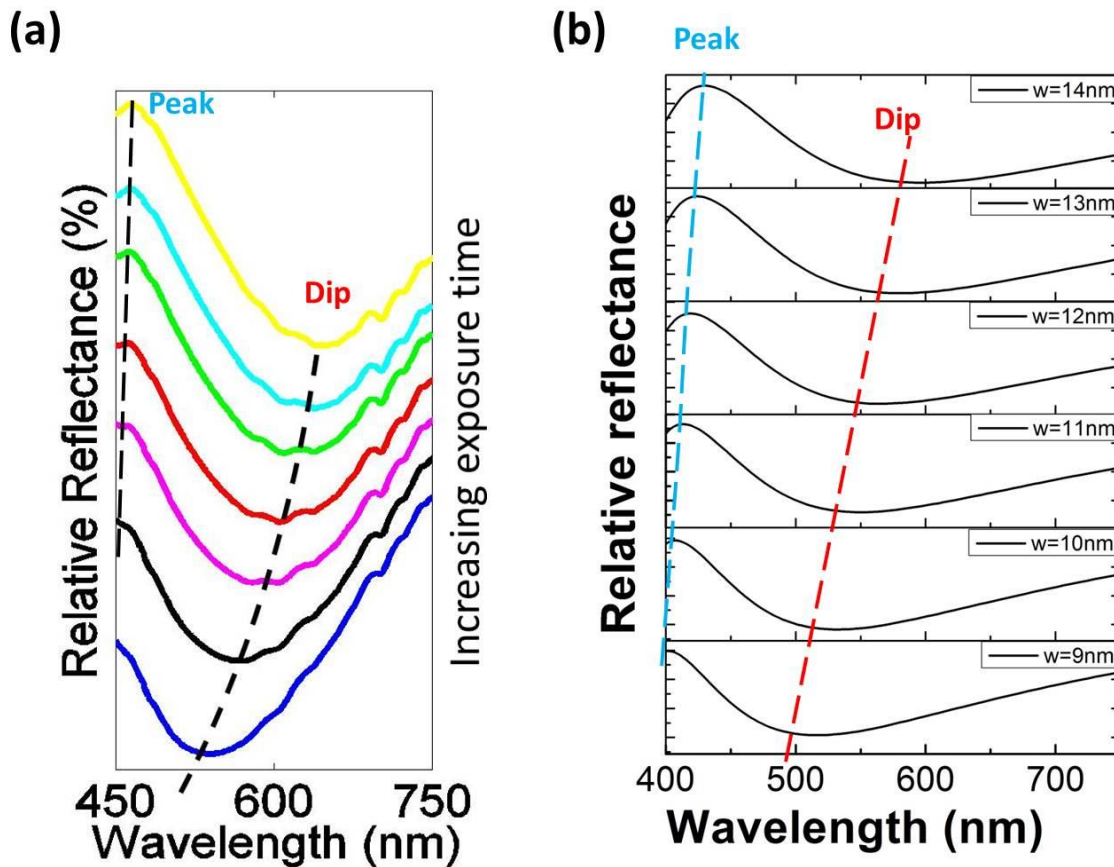 (a)
Peak
Dip
Relative Reflectance (%)
Increasing exposure time
450 600 750
Wavelength (nm)
(b)
Peak
Dip
w=14nm
w=13nm
w=12nm
w=11nm
w=10nm
w=9nm
Relative reflectance
400 500 600 700
Wavelength (nm)